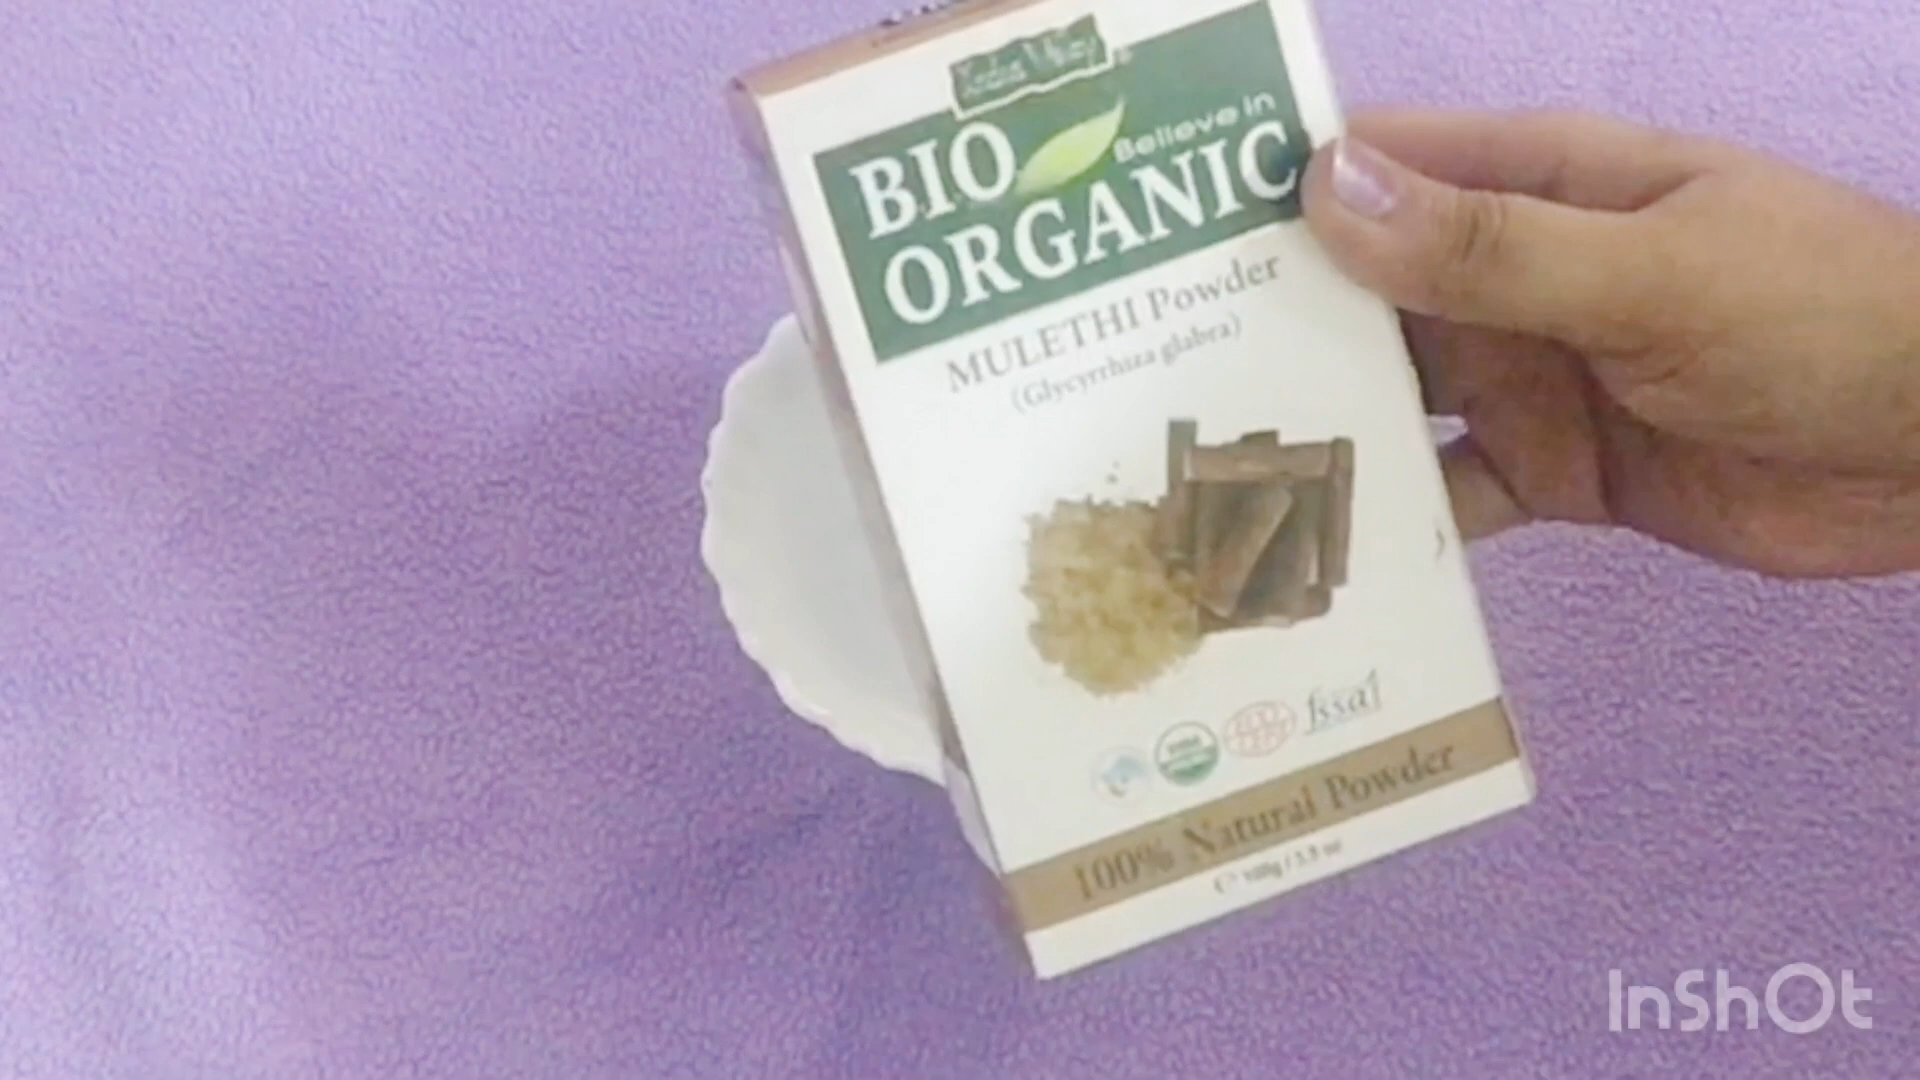 BIO
Believe in
ORGANIC
MULETHI Powder
(Glycyrrhiza glabra)
fssai
100% Natural Powder
InShOt